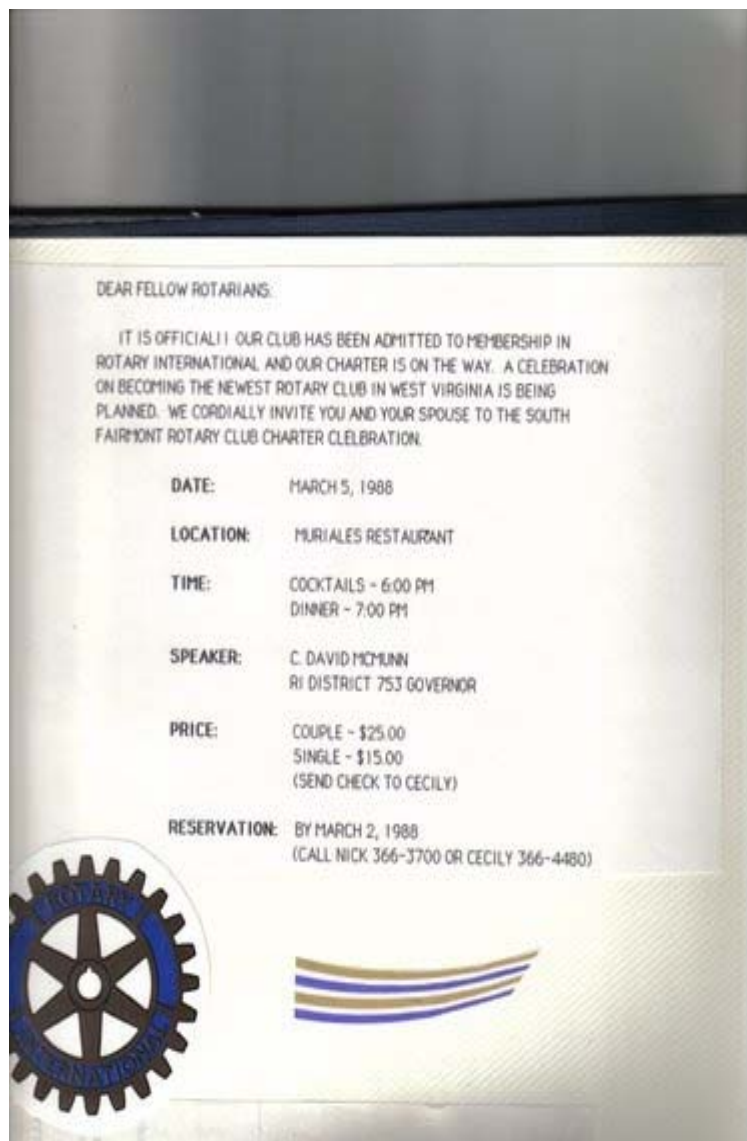 DEAR FELLOW ROTARIANS.
IT IS OFFICIAL!! OUR CLUB HAS BEEN ADMITTED TO MEMBERSHIP IN
ROTARY INTERNATIONAL AND OUR CHARTER IS ON THE WAY. A CELEBRATION
ON BECOMING THE NEWEST ROTARY CLUB IN WEST VIRGINIA IS BEING
PLANNED. WE CORDIALLY INVITE YOU AND YOUR SPOUSE TO THE SOUTH
FAIRMONT ROTARY CLUB CHARTER CLELBRATION.
DATE: MARCH 5, 1988
LOCATION: MURIALES RESTAURANT
TIME: COCKTAILS - 6:00 PM
DINNER - 7:00 PM
SPEAKER: C. DAVID MCMUNN
RI DISTRICT 753 GOVERNOR
PRICE: COUPLE - $25.00
SINGLE - $15.00
(SEND CHECK TO CECILY)
RESERVATION: BY MARCH 2, 1988
(CALL NICK 366-3700 OR CECILY 366-4480)
ROTARY
INTERNATIONAL